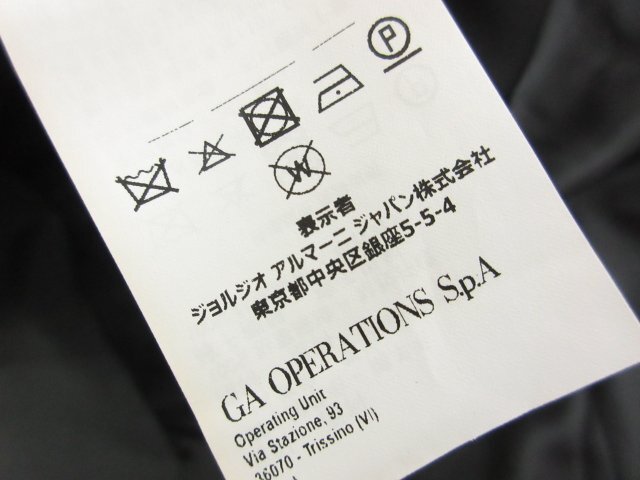 P
W
表示者
ジョルジオ アルマーニ ジャパン株式会社
東京都中央区銀座5-5-4
GA OPERATIONS S.p.A
Operating Unit
Via Stazione, 93
36070 - Trissino (VI)